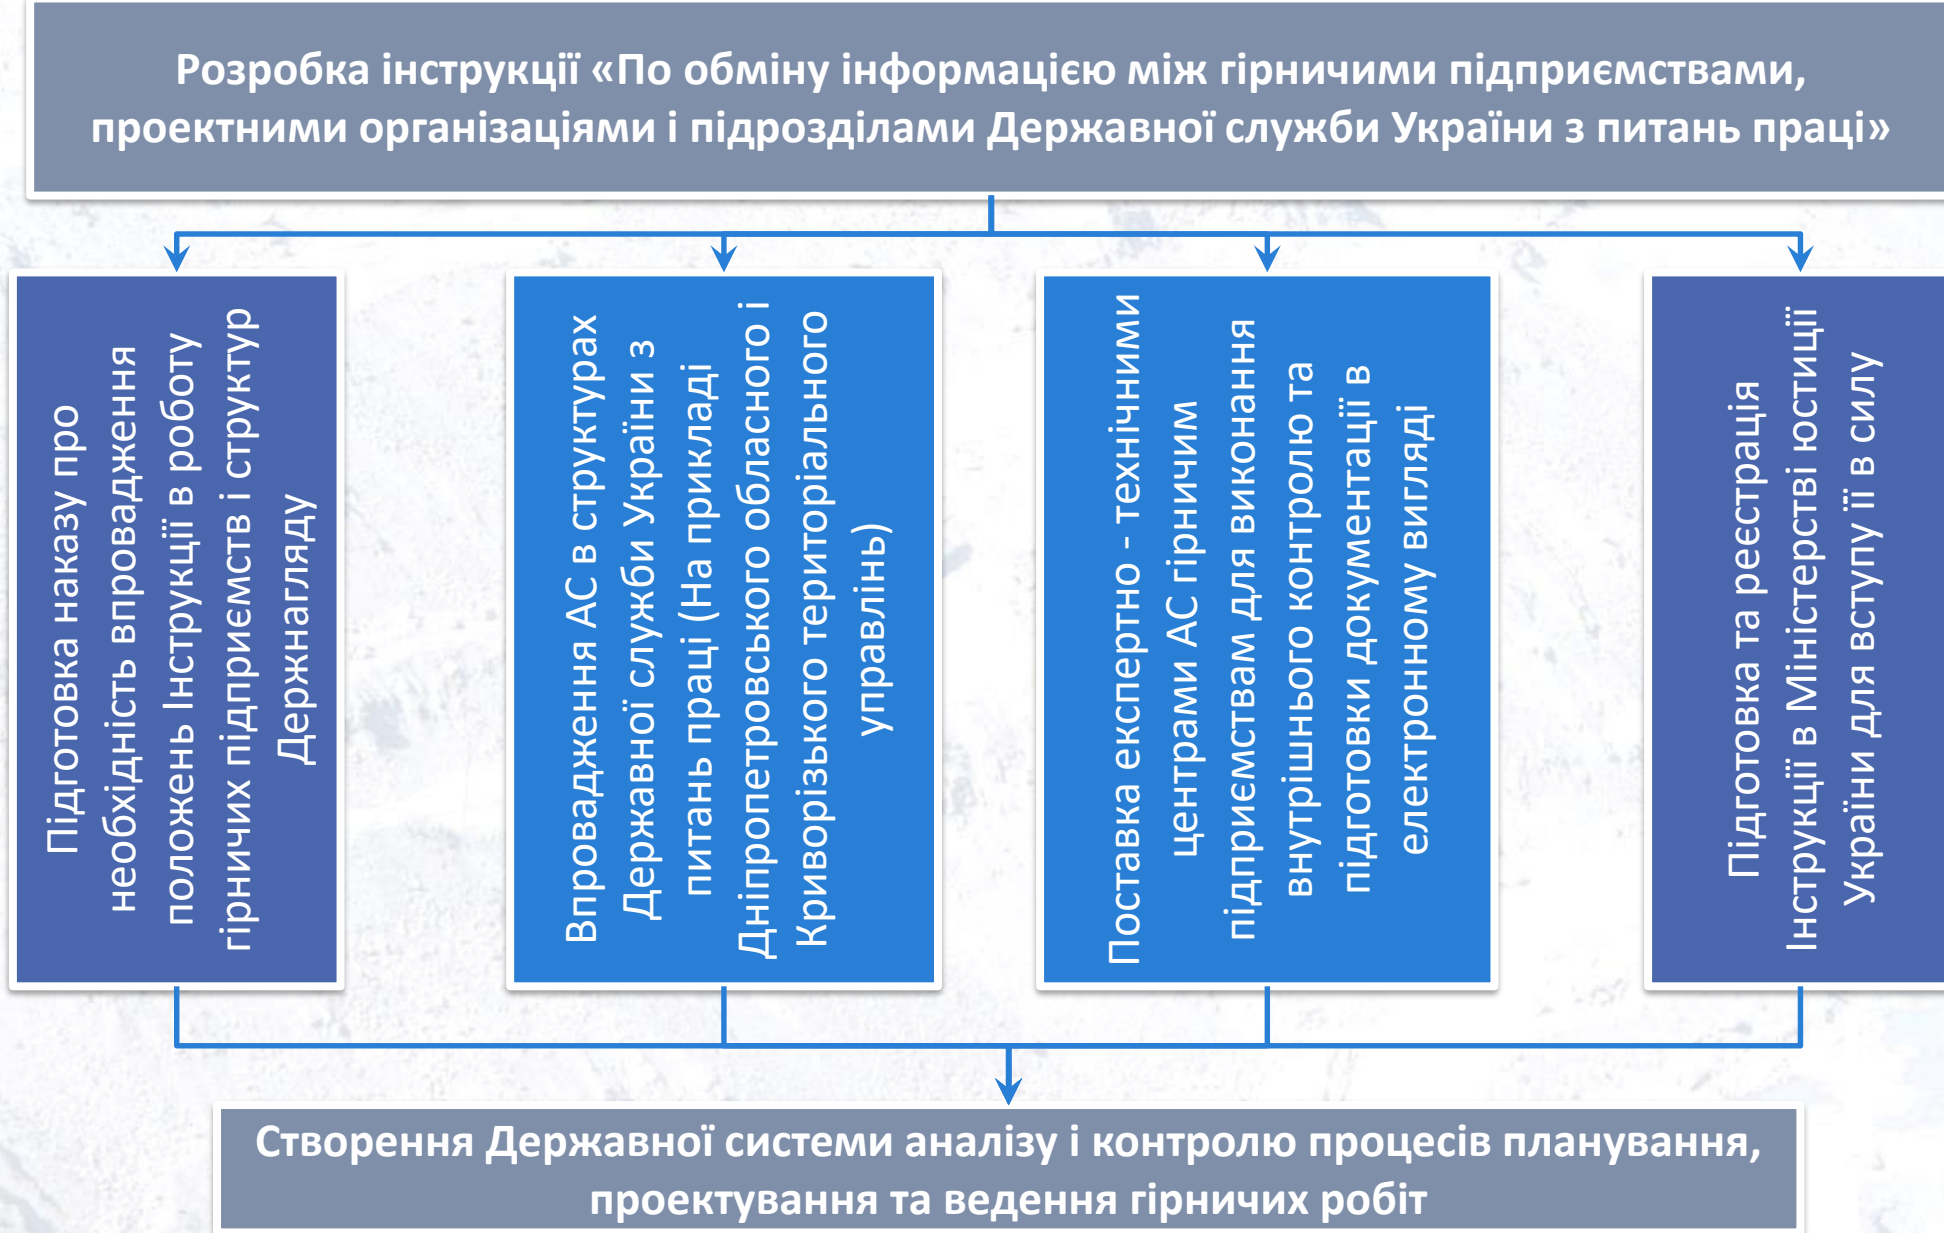 Розробка інструкції «По обміну інформацією між гірничими підприємствами,
проектними організаціями і підрозділами Державної служби України з питань праці»
Підготовка наказу про
необхідність впровадження
положень Інструкції в роботу
гірничих підприємств і структур
Держнагляду
Впровадження АС в структурах
Державної служби України з
питань праці (На прикладі
Дніпропетровського обласного і
Криворізького територіального
управлінь)
Поставка експертно - технічними
центрами АС гірничим
підприємствам для виконання
внутрішнього контролю та
підготовки документації в
електронному вигляді
Підготовка та реєстрація
Інструкції в Міністерстві юстиції
України для вступу її в силу
Створення Державної системи аналізу і контролю процесів планування,
проектування та ведення гірничих робіт